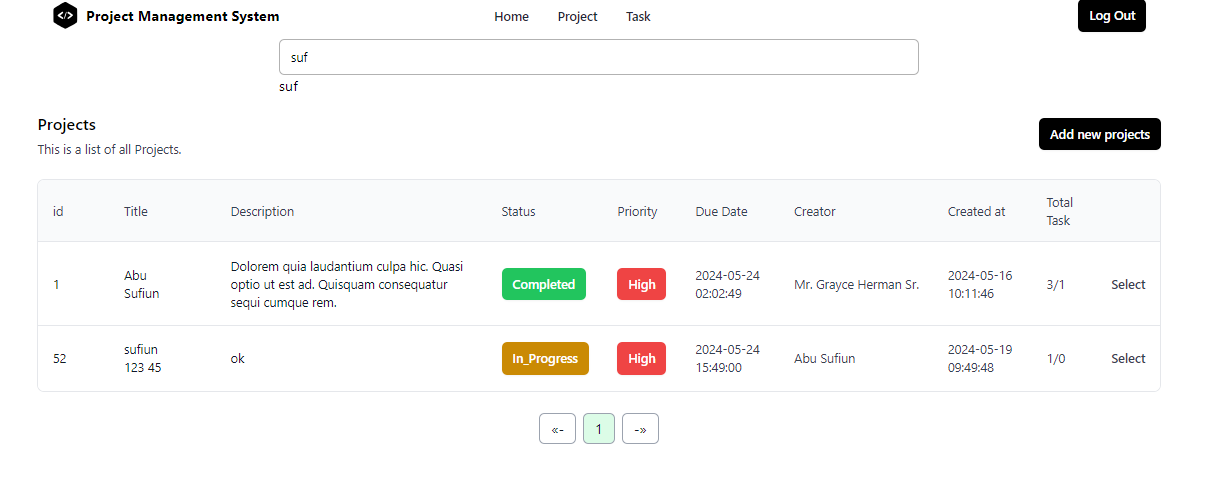 </> Project Management System Home Project Task Log Out
suf
suf
Projects
Add new projects
This is a list of all Projects.
id Title Description Status Priority Due Date Creator Created at Total Task
1 Abu Sufiun Dolorem quia laudantium culpa hic. Quasi optio ut est ad. Quisquam consequatur sequi cumque rem. Completed High 2024-05-24 02:02:49 Mr. Grayce Herman Sr. 2024-05-16 10:11:46 3/1 Select
52 sufiun 123 45 ok In_Progress High 2024-05-24 15:49:00 Abu Sufiun 2024-05-19 09:49:48 1/0 Select
«- 1 -»